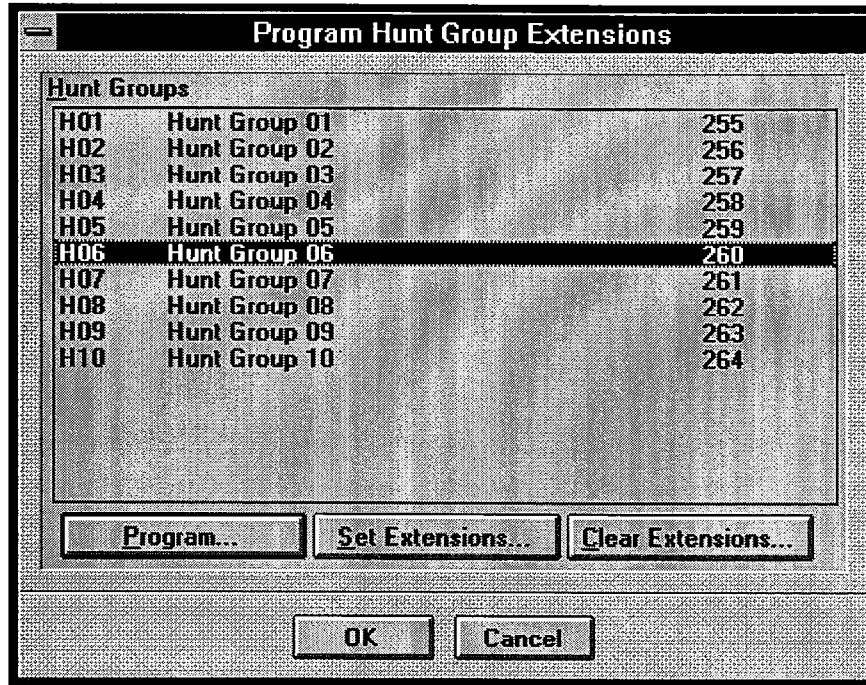 Program Hunt Group Extensions
Hunt Groups
H01 Hunt Group 01 255
H02 Hunt Group 02 256
H03 Hunt Group 03 257
H04 Hunt Group 04 258
H05 Hunt Group 05 259
H06 Hunt Group 06 260
H07 Hunt Group 07 261
H08 Hunt Group 08 262
H09 Hunt Group 09 263
H10 Hunt Group 10 264
Program... Set Extensions... Clear Extensions...
OK Cancel